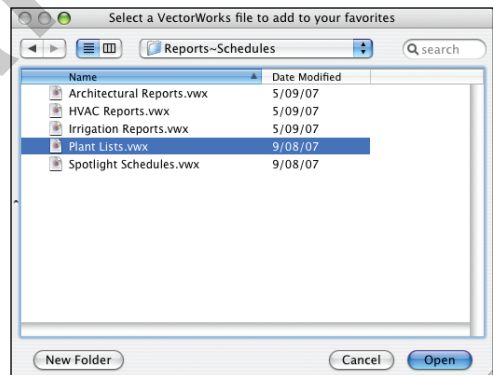 Select a VectorWorks file to add to your favorites
Reports~Schedules
search
Name Date Modified
Architectural Reports.vwx 5/09/07
HVAC Reports.vwx 5/09/07
Irrigation Reports.vwx 5/09/07
Plant Lists.vwx 9/08/07
Spotlight Schedules.vwx 9/08/07
New Folder Cancel Open